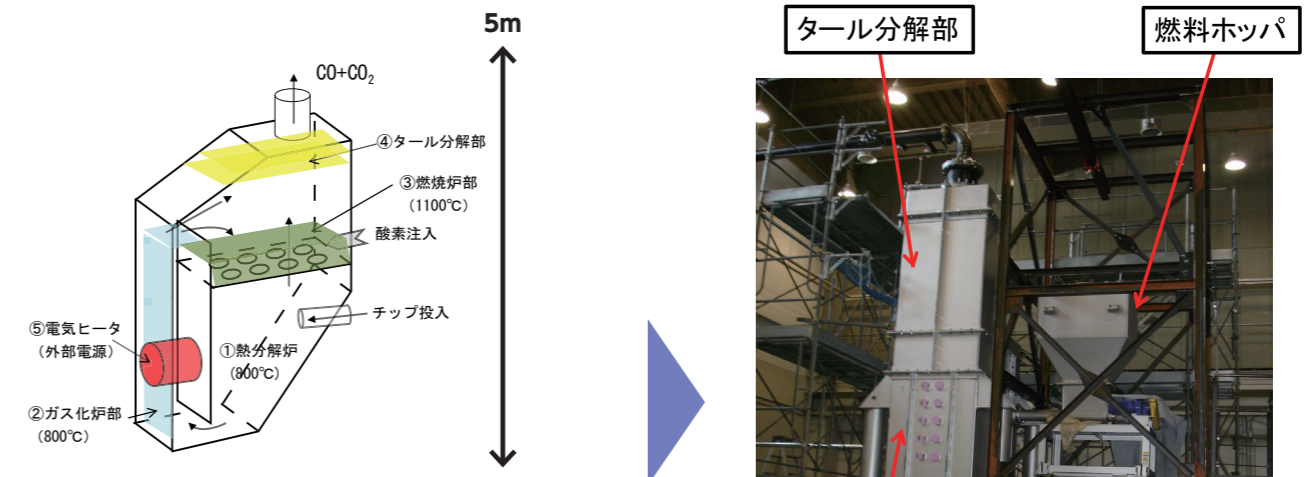 5m
タール分解部
燃料ホッパ
CO+CO₂
④タール分解部
③燃焼炉部
(1100℃)
酸素注入
チップ投入
⑤電気ヒータ
(外部電源)
①熱分解炉
(800℃)
②ガス化炉部
(800℃)